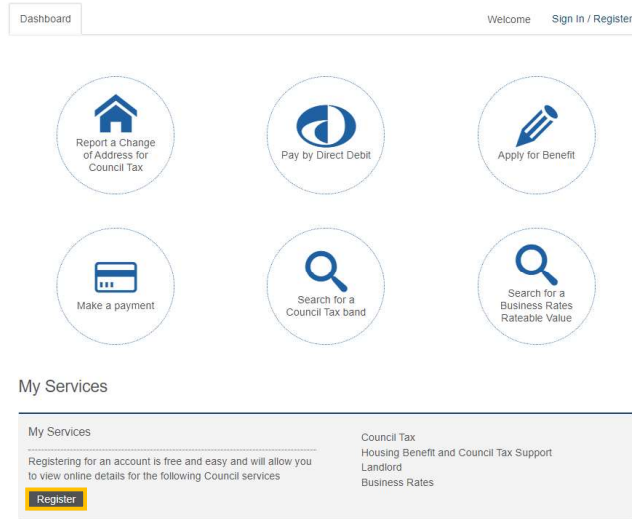 Dashboard
Welcome Sign In / Register
Report a Change
of Address for
Council Tax
Pay by Direct Debit
Apply for Benefit
Make a payment
Search for a
Council Tax band
Search for a
Business Rates
Rateable Value
My Services
My Services
Registering for an account is free and easy and will allow you
to view online details for the following Council services
Register
Council Tax
Housing Benefit and Council Tax Support
Landlord
Business Rates